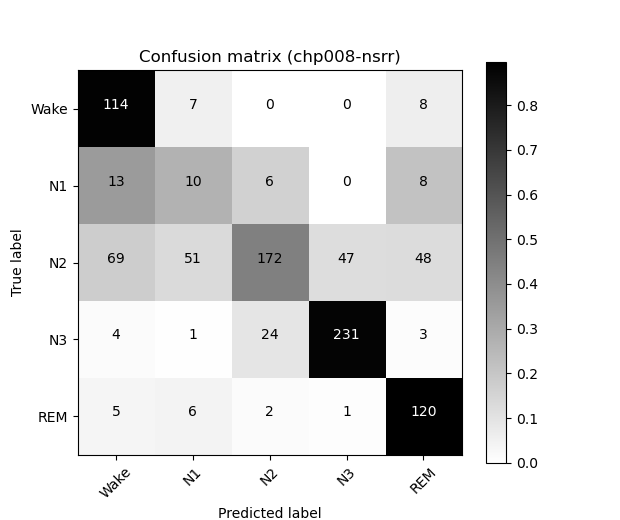 Confusion matrix (chp008-nsrr)
True label
Wake 114 7 0 0 8
N1 13 10 6 0 8
N2 69 51 172 47 48
N3 4 1 24 231 3
REM 5 6 2 1 120
Wake N1 N2 N3 REM
Predicted label
0.8
0.7
0.6
0.5
0.4
0.3
0.2
0.1
0.0